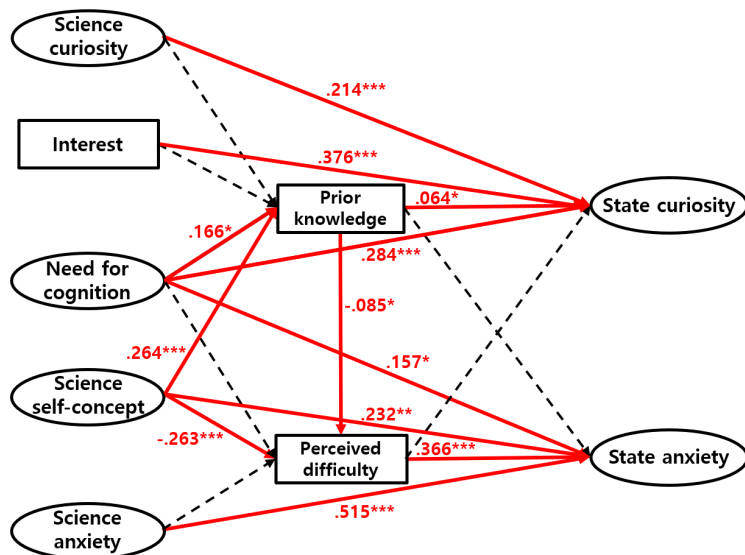 Science
curiosity
.214***
Interest
.376***
Prior
knowledge
.064*
State curiosity
.166*
Need for
cognition
.284***
-.085*
.264***
.157*
Science
self-concept
.232**
-.263***
Perceived
difficulty
.366***
State anxiety
.515***
Science
anxiety